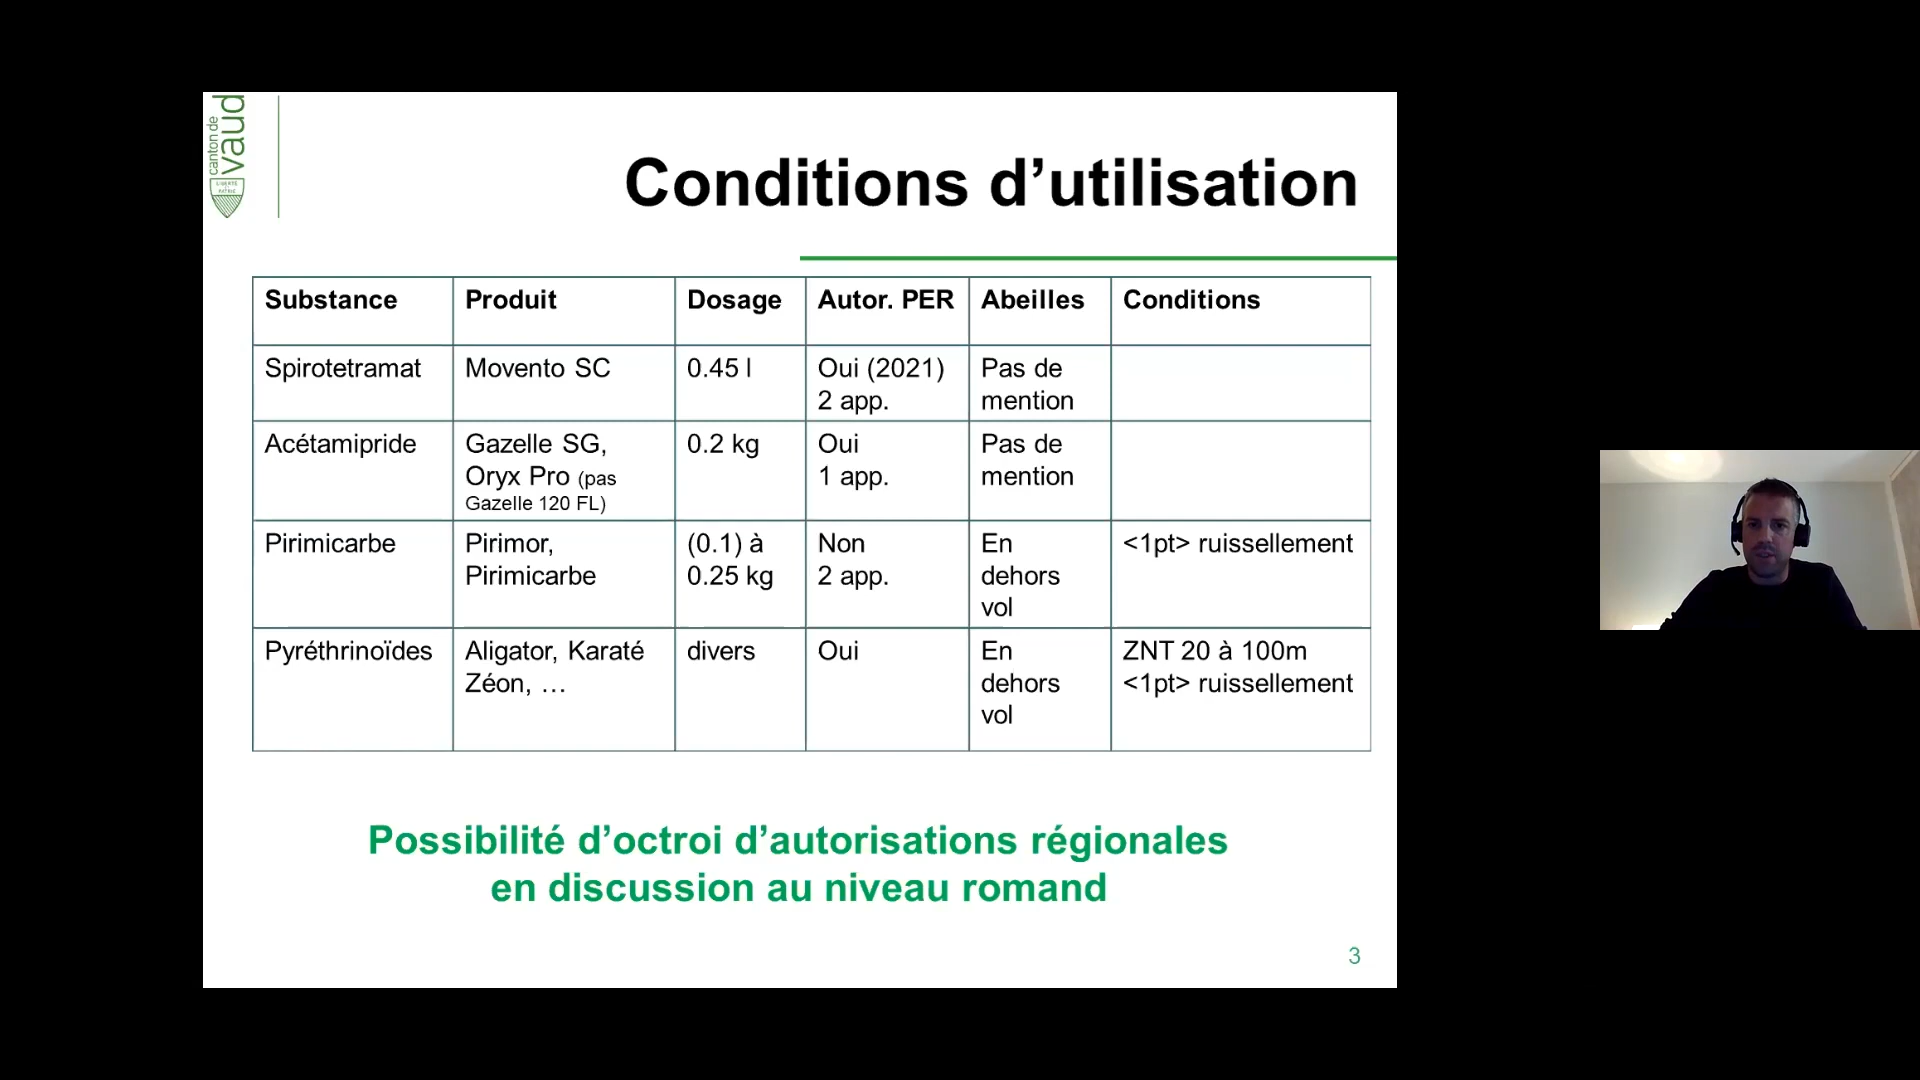 canton de
vaud
LIBERTÉ
ET
PATRIE
Conditions d’utilisation
Substance Produit Dosage Autor. PER Abeilles Conditions
Spirotetramat Movento SC 0.45 l Oui (2021) Pas de
2 app. mention
Acétamipride Gazelle SG, 0.2 kg Oui Pas de
Oryx Pro (pas 1 app. mention
Gazelle 120 FL)
Pirimicarbe Pirimor, (0.1) à Non En <1pt> ruissellement
Pirimicarbe 0.25 kg 2 app. dehors
vol
Pyréthrinoïdes Aligator, Karaté divers Oui En ZNT 20 à 100m
Zéon, … dehors <1pt> ruissellement
vol
Possibilité d’octroi d’autorisations régionales
en discussion au niveau romand
3